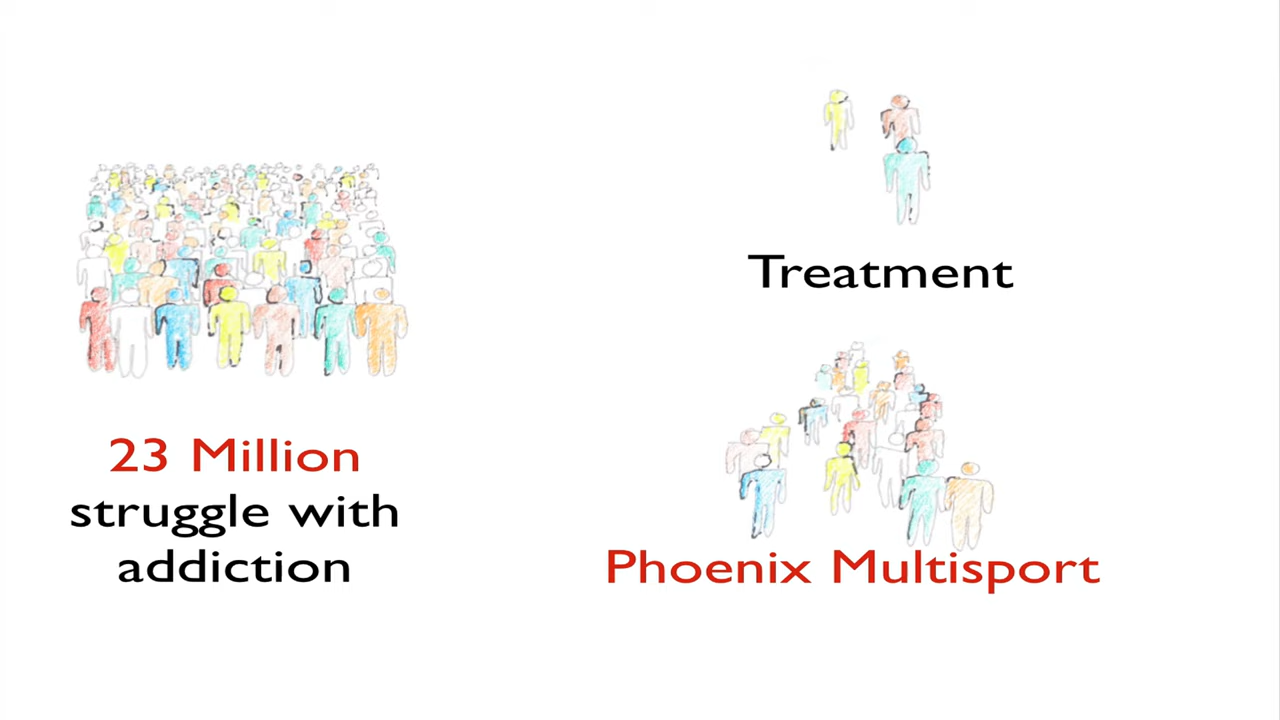 23 Million
struggle with
addiction
Treatment
Phoenix Multisport